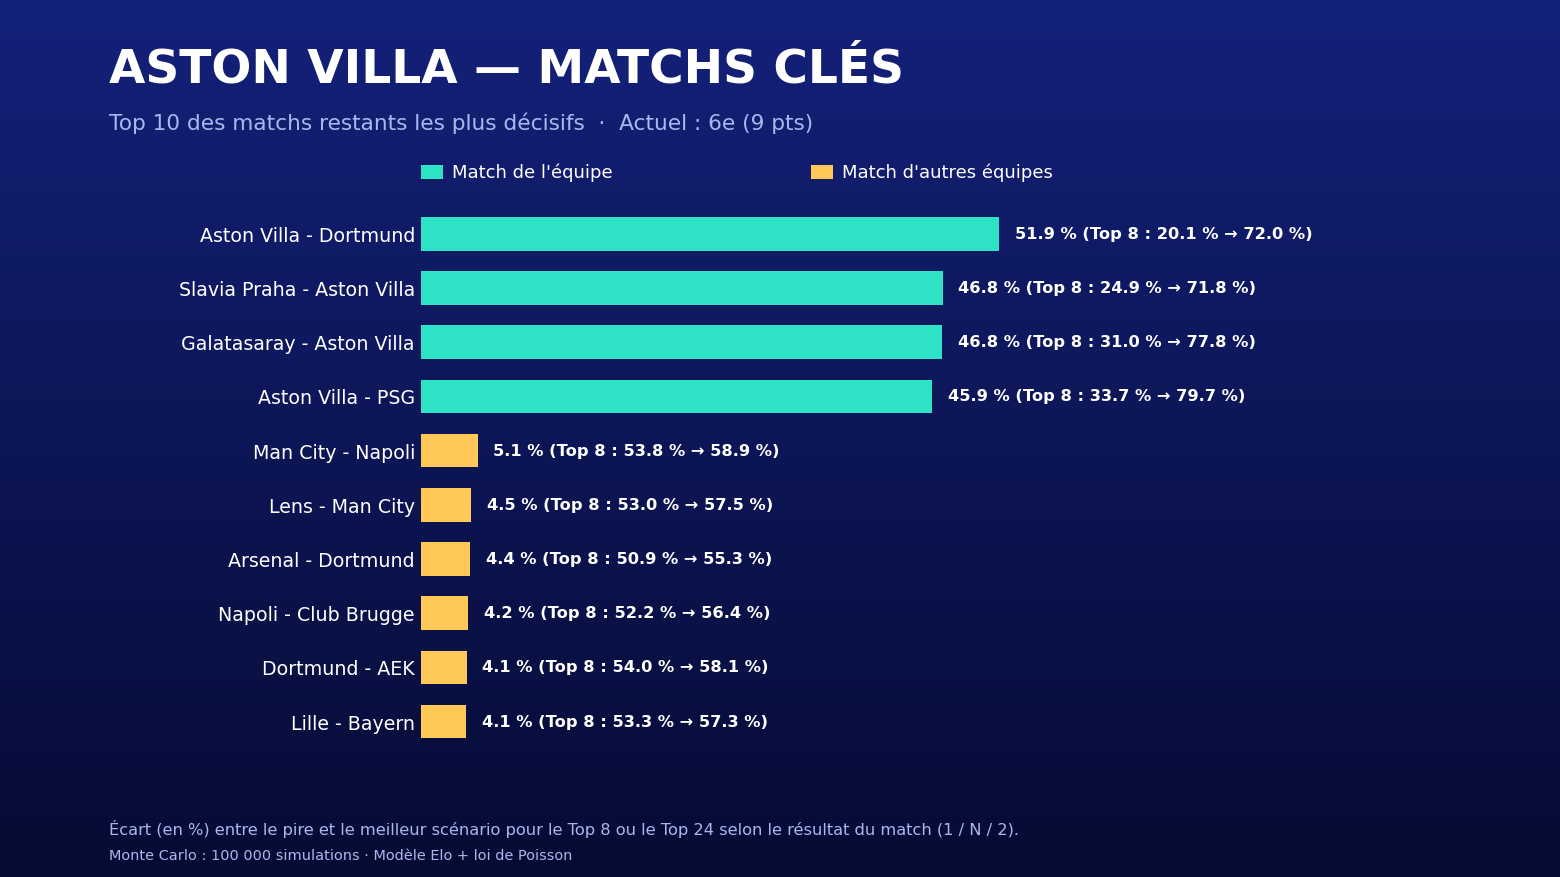 ASTON VILLA — MATCHS CLÉS
Top 10 des matchs restants les plus décisifs · Actuel : 6e (9 pts)
Match de l'équipe
Match d'autres équipes
Aston Villa - Dortmund 51.9 % (Top 8 : 20.1 % → 72.0 %)
Slavia Praha - Aston Villa 46.8 % (Top 8 : 24.9 % → 71.8 %)
Galatasaray - Aston Villa 46.8 % (Top 8 : 31.0 % → 77.8 %)
Aston Villa - PSG 45.9 % (Top 8 : 33.7 % → 79.7 %)
Man City - Napoli 5.1 % (Top 8 : 53.8 % → 58.9 %)
Lens - Man City 4.5 % (Top 8 : 53.0 % → 57.5 %)
Arsenal - Dortmund 4.4 % (Top 8 : 50.9 % → 55.3 %)
Napoli - Club Brugge 4.2 % (Top 8 : 52.2 % → 56.4 %)
Dortmund - AEK 4.1 % (Top 8 : 54.0 % → 58.1 %)
Lille - Bayern 4.1 % (Top 8 : 53.3 % → 57.3 %)
Écart (en %) entre le pire et le meilleur scénario pour le Top 8 ou le Top 24 selon le résultat du match (1 / N / 2).
Monte Carlo : 100 000 simulations · Modèle Elo + loi de Poisson